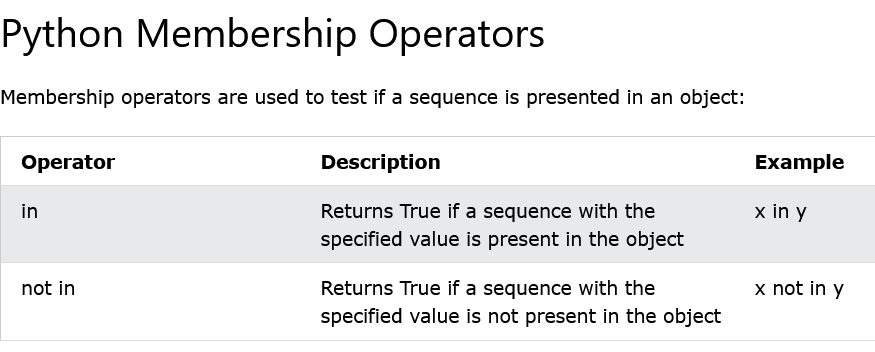 Python Membership Operators
Membership operators are used to test if a sequence is presented in an object:
Operator Description Example
in Returns True if a sequence with the x in y
specified value is present in the object
not in Returns True if a sequence with the x not in y
specified value is not present in the object